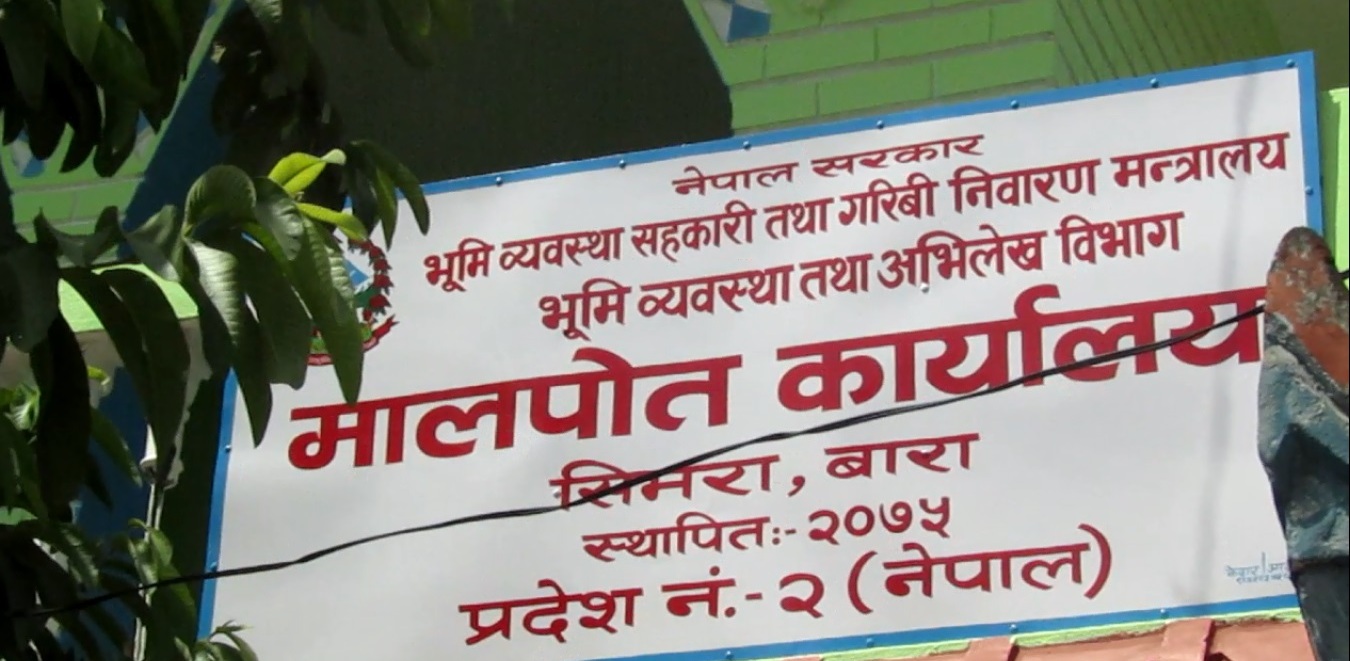 नेपाल सरकार
भूमि व्यवस्था सहकारी तथा गरिबी निवारण मन्त्रालय
भूमि व्यवस्था तथा अभिलेख विभाग
मालपोत कार्यालय
सिमरा, बारा
स्थापितः- २०७५
प्रदेश नं.- २ (नेपाल)